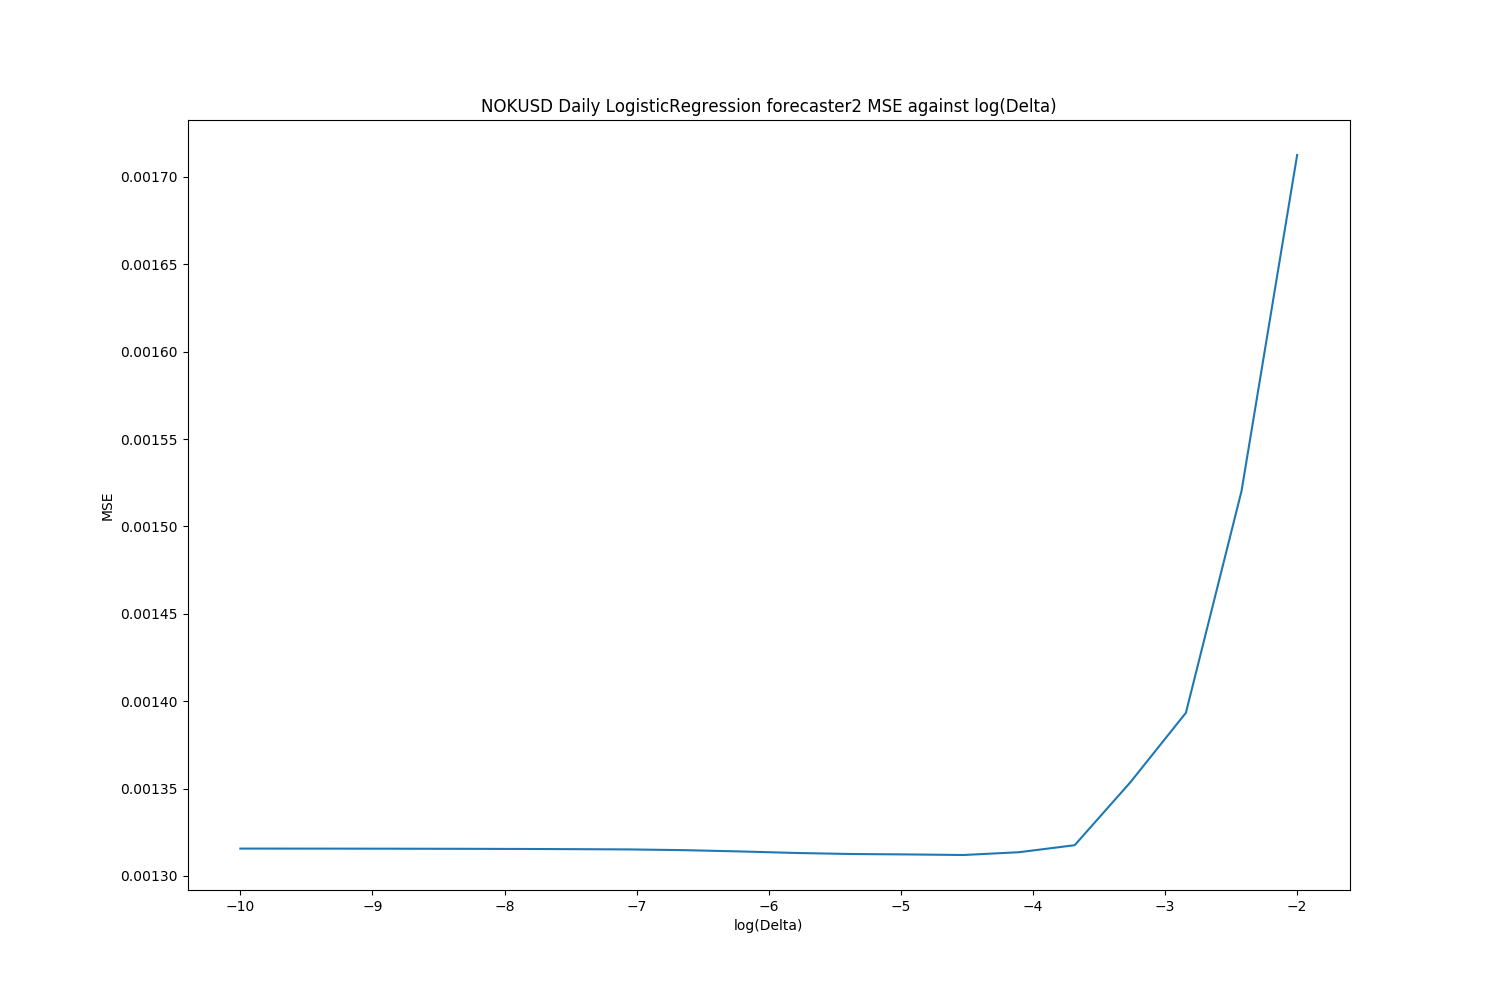 NOKUSD Daily LogisticRegression forecaster2 MSE against log(Delta)
0.00170
0.00165
0.00160
0.00155
MSE
0.00150
0.00145
0.00140
0.00135
0.00130
−10 −9 −8 −7 −6 −5 −4 −3 −2
log(Delta)